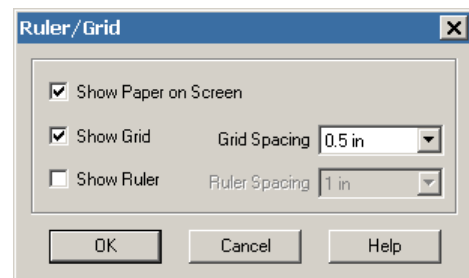 Ruler/Grid
Show Paper on Screen
Show Grid Grid Spacing 0.5 in
Show Ruler Ruler Spacing 1 in
OK Cancel Help